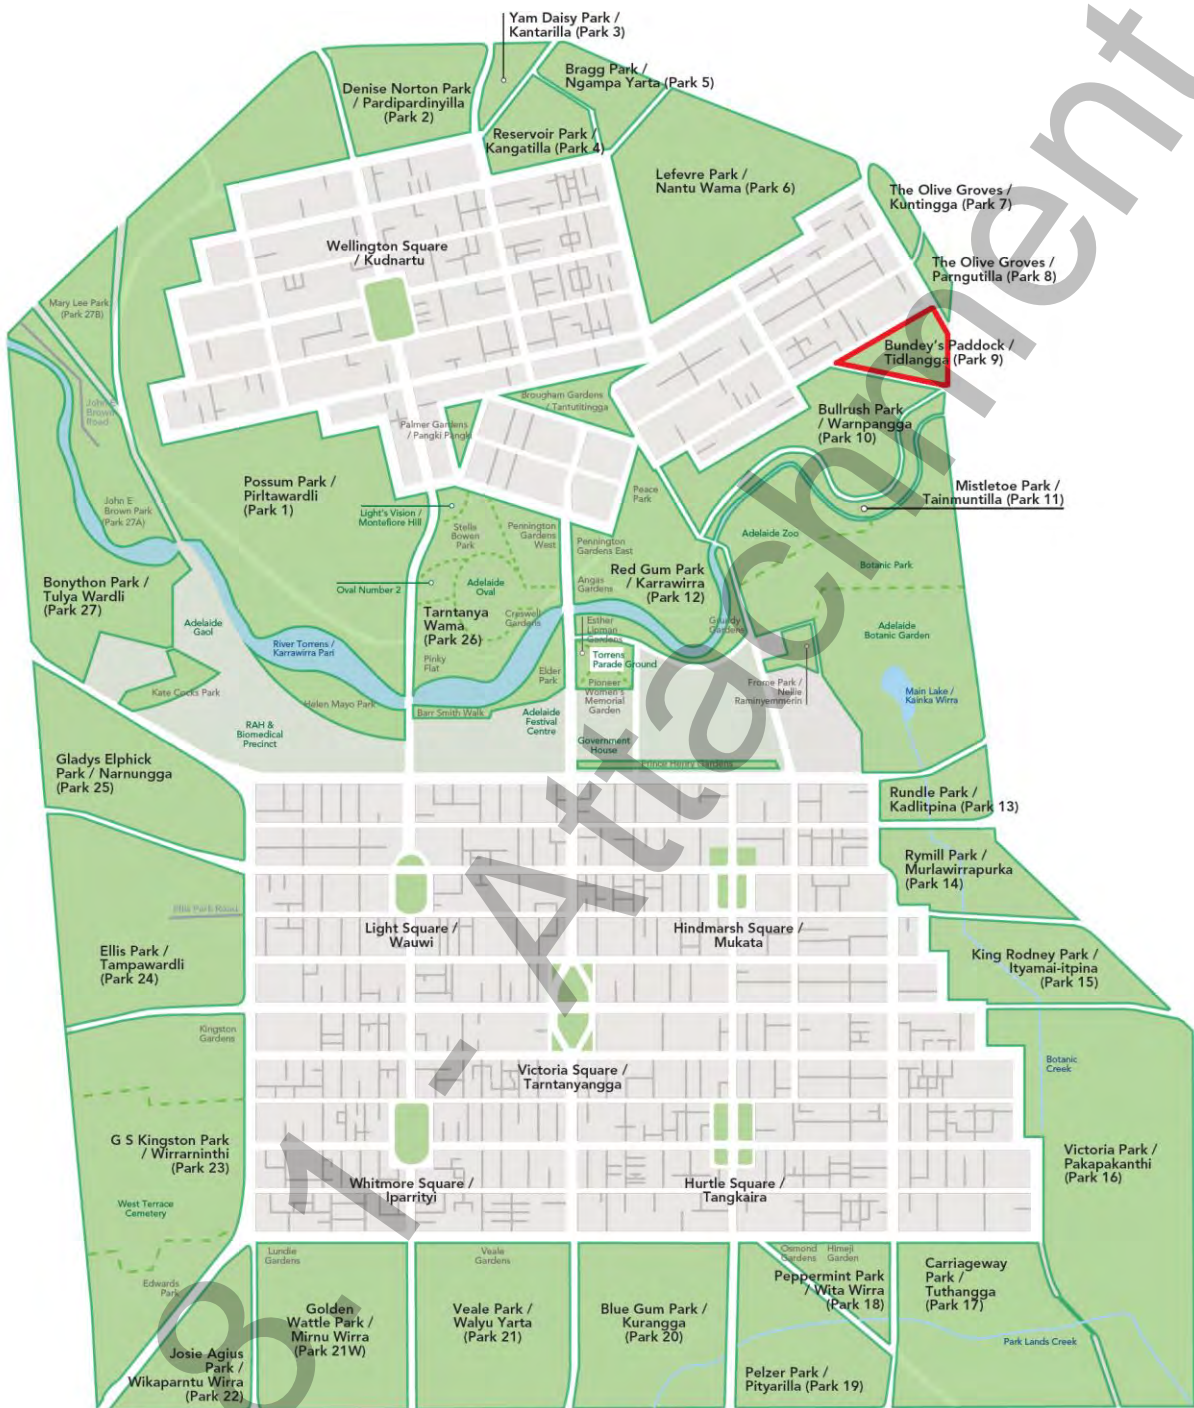 Yam Daisy Park /
Kantarilla (Park 3)
Bragg Park /
Ngampa Yarta (Park 5)
Denise Norton Park
/ Pardipardinyilla
(Park 2)
Reservoir Park /
Kangatilla (Park 4)
Lefevre Park /
Nantu Wama (Park 6)
The Olive Groves /
Kuntingga (Park 7)
Wellington Square
/ Kudnartu
The Olive Groves /
Parngutilla (Park 8)
Mary Lee Park
(Park 27B)
Bundey's Paddock /
Tidlangga (Park 9)
John E
Brown
Road
Brougham Gardens
/ Tantutitingga
Bullrush Park
/ Warnpangga
(Park 10)
Palmer Gardens
/ Pangki Pangki
Possum Park /
Pirltawardli
(Park 1)
Peace
Park
Mistletoe Park /
Tainmuntilla (Park 11)
John E
Brown Park
(Park 27A)
Light's Vision /
Montefiore Hill
Stella
Bowen
Park
Pennington
Gardens
West
Adelaide Zoo
Pennington
Gardens East
Botanic Park
Bonython Park /
Tulya Wardli
(Park 27)
Oval Number 2
Adelaide
Oval
Angas
Gardens
Red Gum Park
/ Karrawirra
(Park 12)
Tarntanya
Wama
(Park 26)
Creswell
Gardens
Esther
Lipman
Gardens
Grundy
Gardens
Adelaide
Gaol
Adelaide
Botanic Garden
River Torrens /
Karrawirra Pari
Pinky
Flat
Elder
Park
Torrens
Parade Ground
Kate Cocks Park
Helen Mayo Park
Pioneer
Women's
Memorial
Garden
Frome Park /
Nellie
Raminyemmerin
Main Lake /
Kainka Wirra
Barr Smith Walk
RAH &
Biomedical
Precinct
Adelaide
Festival
Centre
Government
House
Prince Henry Gardens
Gladys Elphick
Park / Narnungga
(Park 25)
Rundle Park /
Kadlitpina (Park 13)
Rymill Park /
Murlawirrapurka
(Park 14)
Ellis Park Road
Light Square /
Wauwi
Hindmarsh Square /
Mukata
Ellis Park /
Tampawardli
(Park 24)
King Rodney Park /
Ityamai-itpina
(Park 15)
Kingston
Gardens
Victoria Square /
Tarntanyangga
Botanic
Creek
G S Kingston Park
/ Wirrarninthi
(Park 23)
Victoria Park /
Pakapakanthi
(Park 16)
West Terrace
Cemetery
Whitmore Square /
Iparrityi
Hurtle Square /
Tangkaira
Lundie
Gardens
Veale
Gardens
Osmond
Gardens
Himeji
Garden
Edwards
Park
Peppermint Park
/ Wita Wirra
(Park 18)
Carriageway
Park /
Tuthangga
(Park 17)
Golden
Wattle Park /
Mirnu Wirra
(Park 21W)
Veale Park /
Walyu Yarta
(Park 21)
Blue Gum Park /
Kurangga
(Park 20)
Park Lands Creek
Josie Agius
Park /
Wikaparntu Wirra
(Park 22)
Pelzer Park /
Pityarilla (Park 19)
- Attachment